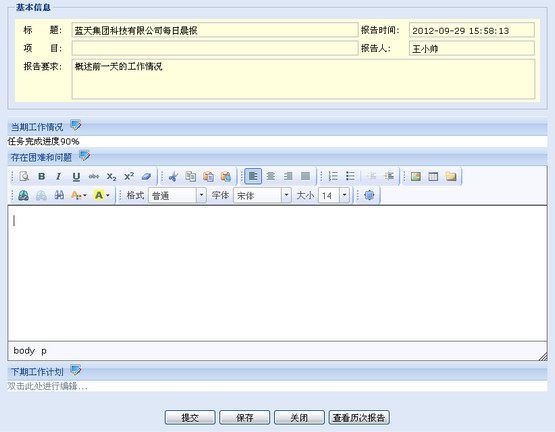 基本信息
标 题: 蓝天集团科技有限公司每日晨报 报告时间: 2012-09-29 15:58:13
项 目: 报告人: 王小帅
报告要求: 概述前一天的工作情况
当期工作情况
任务完成进度90%
存在困难和问题
B I U abc X₂ X²
A A 格式 普通 字体 宋体 大小 14
body p
下期工作计划
双击此处进行编辑...
提交 保存 关闭 查看历次报告